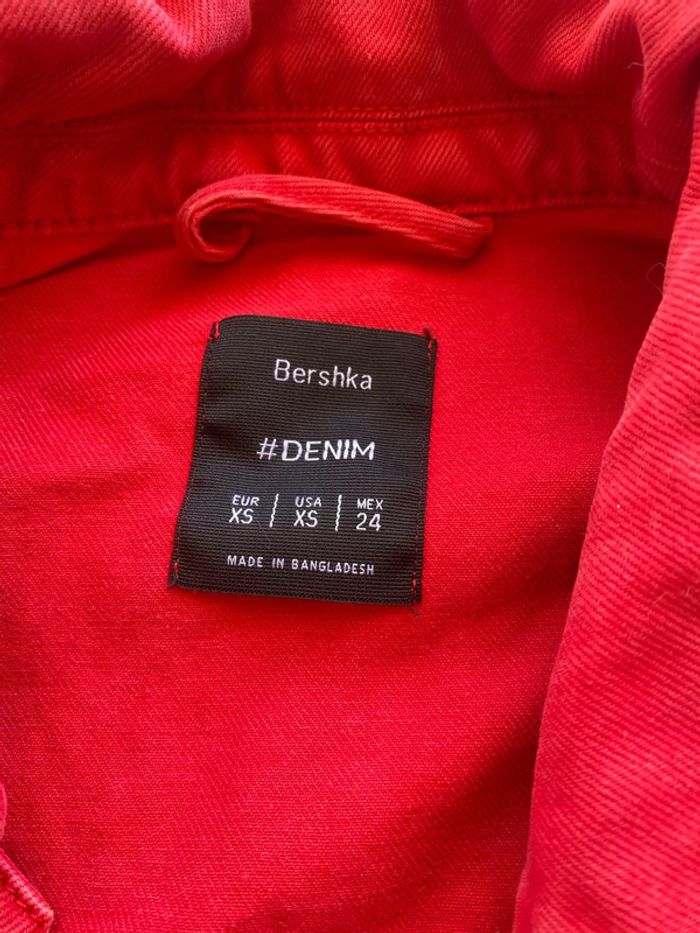 Bershka
#DENIM
EUR USA MEX
XS | XS | 24
MADE IN BANGLADESH